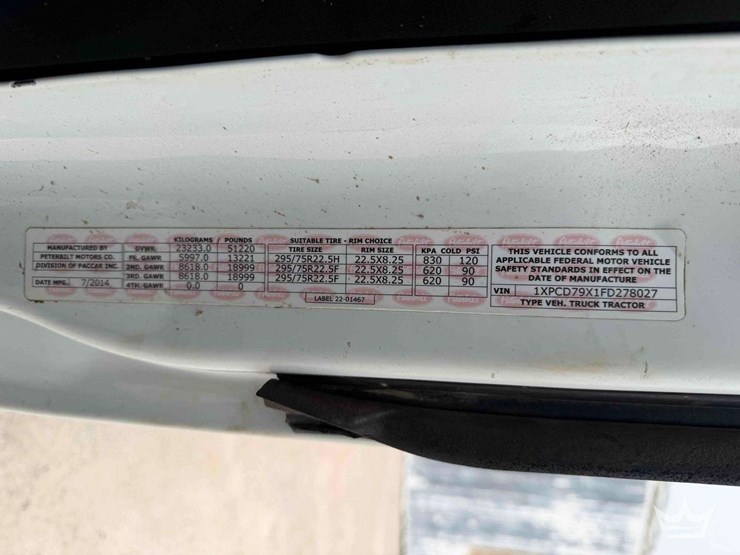 KILOGRAMS / POUNDS SUITABLE TIRE - RIM CHOICE
MANUFACTURED BY GVWR 23233.0 51220 TIRE SIZE RIM SIZE KPA COLD PSI
PETERBILT MOTORS CO. FR. GAWR 5997.0 13221 295/75R22.5H 22.5X8.25 830 120
DIVISION OF PACCAR INC. 2ND. GAWR 8618.0 18999 295/75R22.5F 22.5X8.25 620 90
3RD. GAWR 8618.0 18999 295/75R22.5F 22.5X8.25 620 90
DATE MFG. 7/2014 4TH. GAWR 0.0 0
LABEL 22-01467
THIS VEHICLE CONFORMS TO ALL
APPLICABLE FEDERAL MOTOR VEHICLE
SAFETY STANDARDS IN EFFECT ON THE
DATE OF MANUFACTURE
VIN 1XPCD79X1FD278027
TYPE VEH. TRUCK TRACTOR